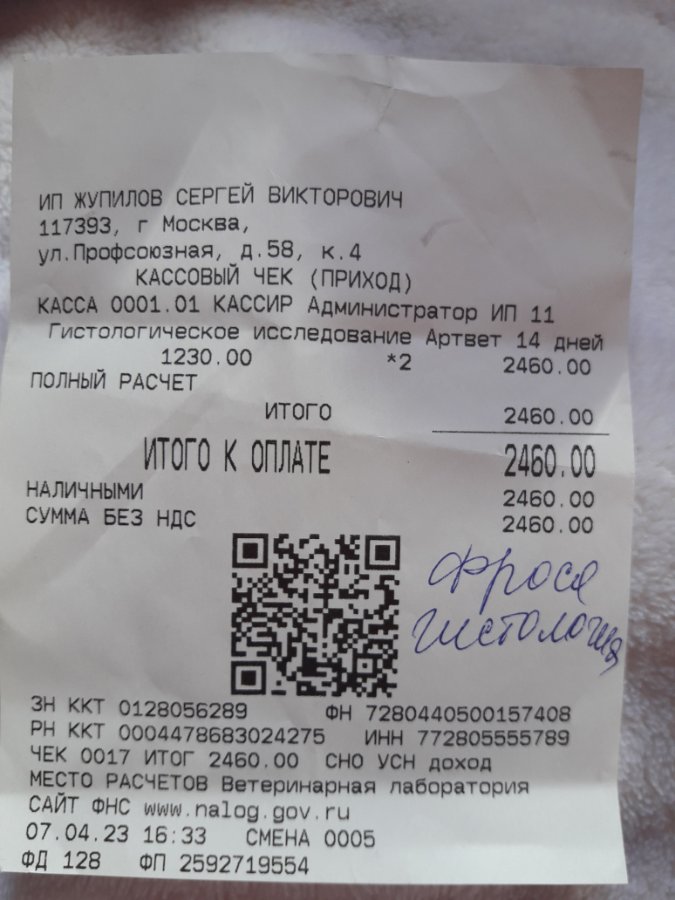 ИП ЖУПИЛОВ СЕРГЕЙ ВИКТОРОВИЧ
117393, г Москва,
ул.Профсоюзная, д.58, к.4
КАССОВЫЙ ЧЕК (ПРИХОД)
КАССА 0001.01 КАССИР Администратор ИП 11
Гистологическое исследование Артвет 14 дней
1230.00 *2 2460.00
ПОЛНЫЙ РАСЧЕТ
ИТОГО 2460.00
ИТОГО К ОПЛАТЕ 2460.00
НАЛИЧНЫМИ 2460.00
СУММА БЕЗ НДС 2460.00
Фрося
гистология
ЗН ККТ 0128056289 ФН 7280440500157408
РН ККТ 0004478683024275 ИНН 772805555789
ЧЕК 0017 ИТОГ 2460.00 СНО УСН доход
МЕСТО РАСЧЕТОВ Ветеринарная лаборатория
САЙТ ФНС www.nalog.gov.ru
07.04.23 16:33 СМЕНА 0005
ФД 128 ФП 2592719554